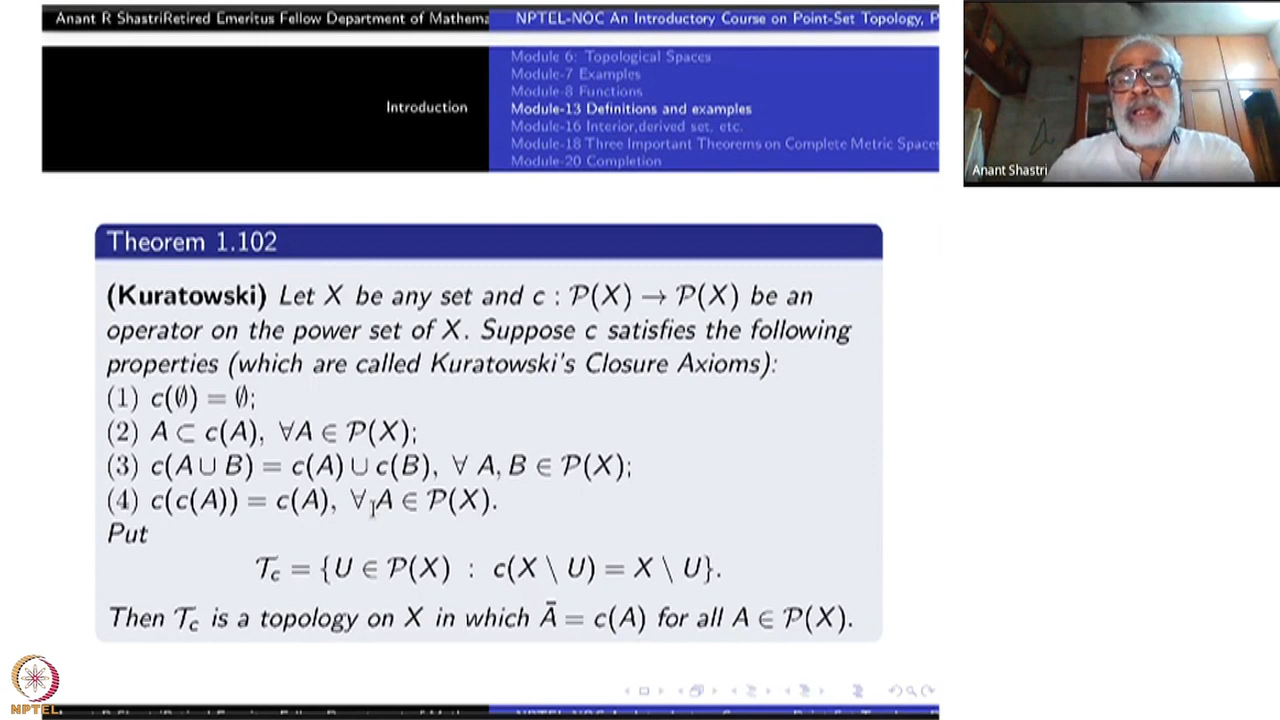 Anant R ShastriRetired Emeritus Fellow Department of Mathema
NPTEL-NOC An Introductory Course on Point-Set Topology, P
Introduction
Module 6: Topological Spaces
Module-7 Examples
Module-8 Functions
Module-13 Definitions and examples
Module-16 Interior,derived set, etc.
Module-18 Three Important Theorems on Complete Metric Spaces
Module-20 Completion
Anant Shastri
Theorem 1.102
(Kuratowski) Let X be any set and c : 𝒫(X) → 𝒫(X) be an
operator on the power set of X. Suppose c satisfies the following
properties (which are called Kuratowski's Closure Axioms):
(1) c(∅) = ∅;
(2) A ⊂ c(A), ∀A ∈ 𝒫(X);
(3) c(A ∪ B) = c(A) ∪ c(B), ∀ A, B ∈ 𝒫(X);
(4) c(c(A)) = c(A), ∀ A ∈ 𝒫(X).
Put
𝒯c = {U ∈ 𝒫(X) : c(X \ U) = X \ U}.
Then 𝒯c is a topology on X in which Ā = c(A) for all A ∈ 𝒫(X).
NPTEL